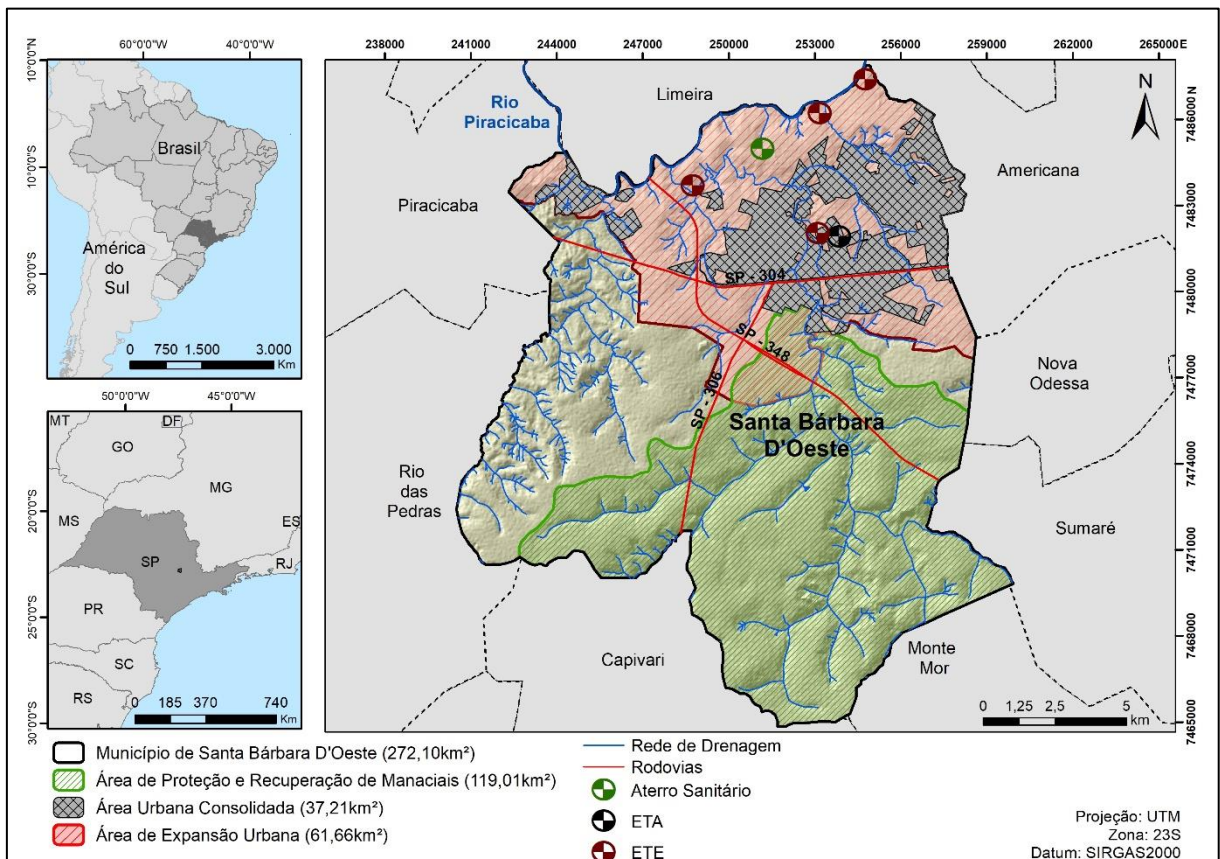 60°0'0"W
40°0'0"W
10°0'0"N
10°0'0"S
30°0'0"S
Brasil
América
do
Sul
0 750 1.500 3.000
Km
50°0'0"W
45°0'0"W
20°0'0"S
25°0'0"S
30°0'0"S
MT
DF
GO
MG
MS
ES
SP
RJ
PR
SC
RS
0 185 370 740
Km
238000 241000 244000 247000 250000 253000 256000 259000 262000 265000 E
7486000 N
7483000
7480000
7477000
7474000
7471000
7468000
7465000
N
Rio
Piracicaba
Limeira
Americana
Piracicaba
SP - 304
SP - 348
SP - 306
Nova
Odessa
Santa Bárbara
D'Oeste
Rio
das
Pedras
Sumaré
Capivari
Monte
Mor
0 1,25 2,5 5
Km
Município de Santa Bárbara D'Oeste (272,10km²)
Área de Proteção e Recuperação de Manaciais (119,01km²)
Área Urbana Consolidada (37,21km²)
Área de Expansão Urbana (61,66km²)
Rede de Drenagem
Rodovias
Aterro Sanitário
ETA
ETE
Projeção: UTM
Zona: 23S
Datum: SIRGAS2000